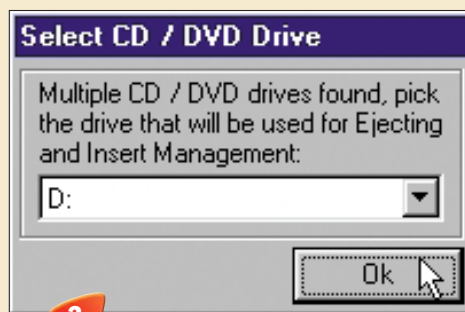 Select CD / DVD Drive
Multiple CD / DVD drives found, pick
the drive that will be used for Ejecting
and Insert Management:
D:
Ok